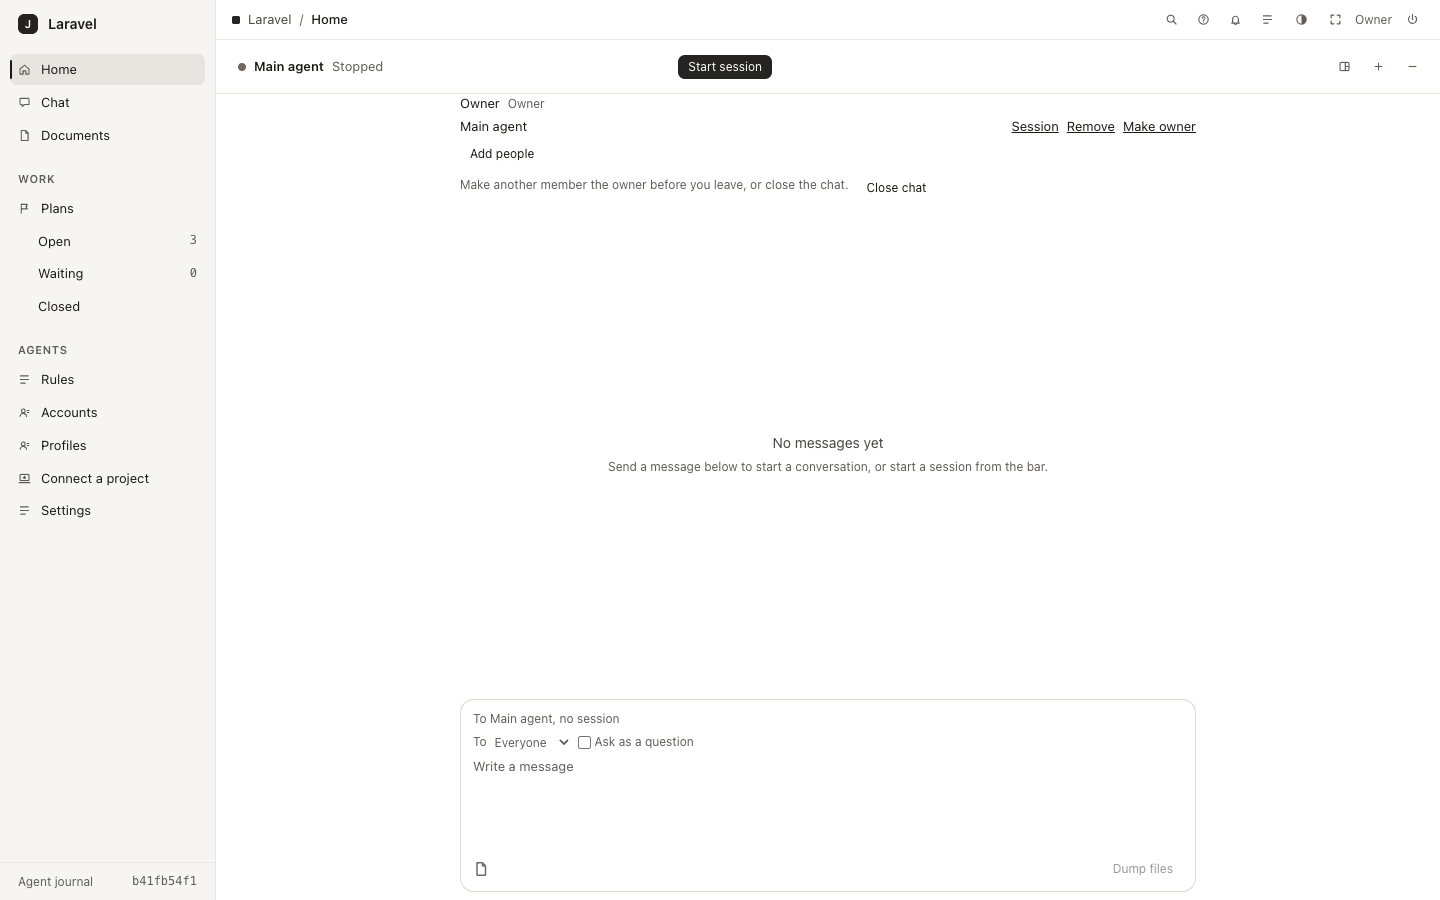 J Laravel
Home
Chat
Documents
WORK
Plans
Open 3
Waiting 0
Closed
AGENTS
Rules
Accounts
Profiles
Connect a project
Settings
Agent journal b41fb54f1
Laravel / Home
Owner
Main agent Stopped
Start session
Owner Owner
Main agent
Session Remove Make owner
Add people
Make another member the owner before you leave, or close the chat. Close chat
No messages yet
Send a message below to start a conversation, or start a session from the bar.
To Main agent, no session
To Everyone Ask as a question
Write a message
Dump files